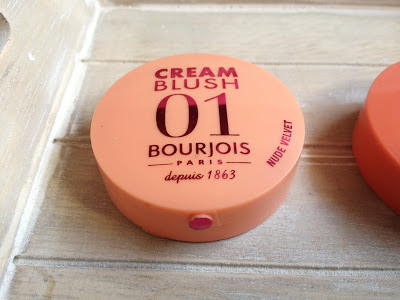 CREAM
BLUSH
01
BOURJOIS
PARIS
depuis 1863
NUDE VELVET